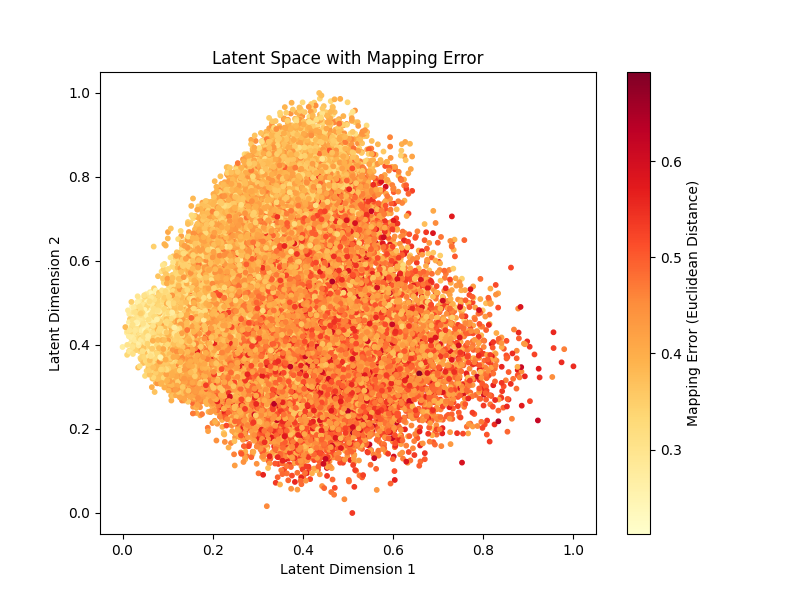 Latent Space with Mapping Error
1.0
0.8
0.6
0.4
0.2
0.0
Latent Dimension 2
0.0 0.2 0.4 0.6 0.8 1.0
Latent Dimension 1
0.6
0.5
0.4
0.3
Mapping Error (Euclidean Distance)